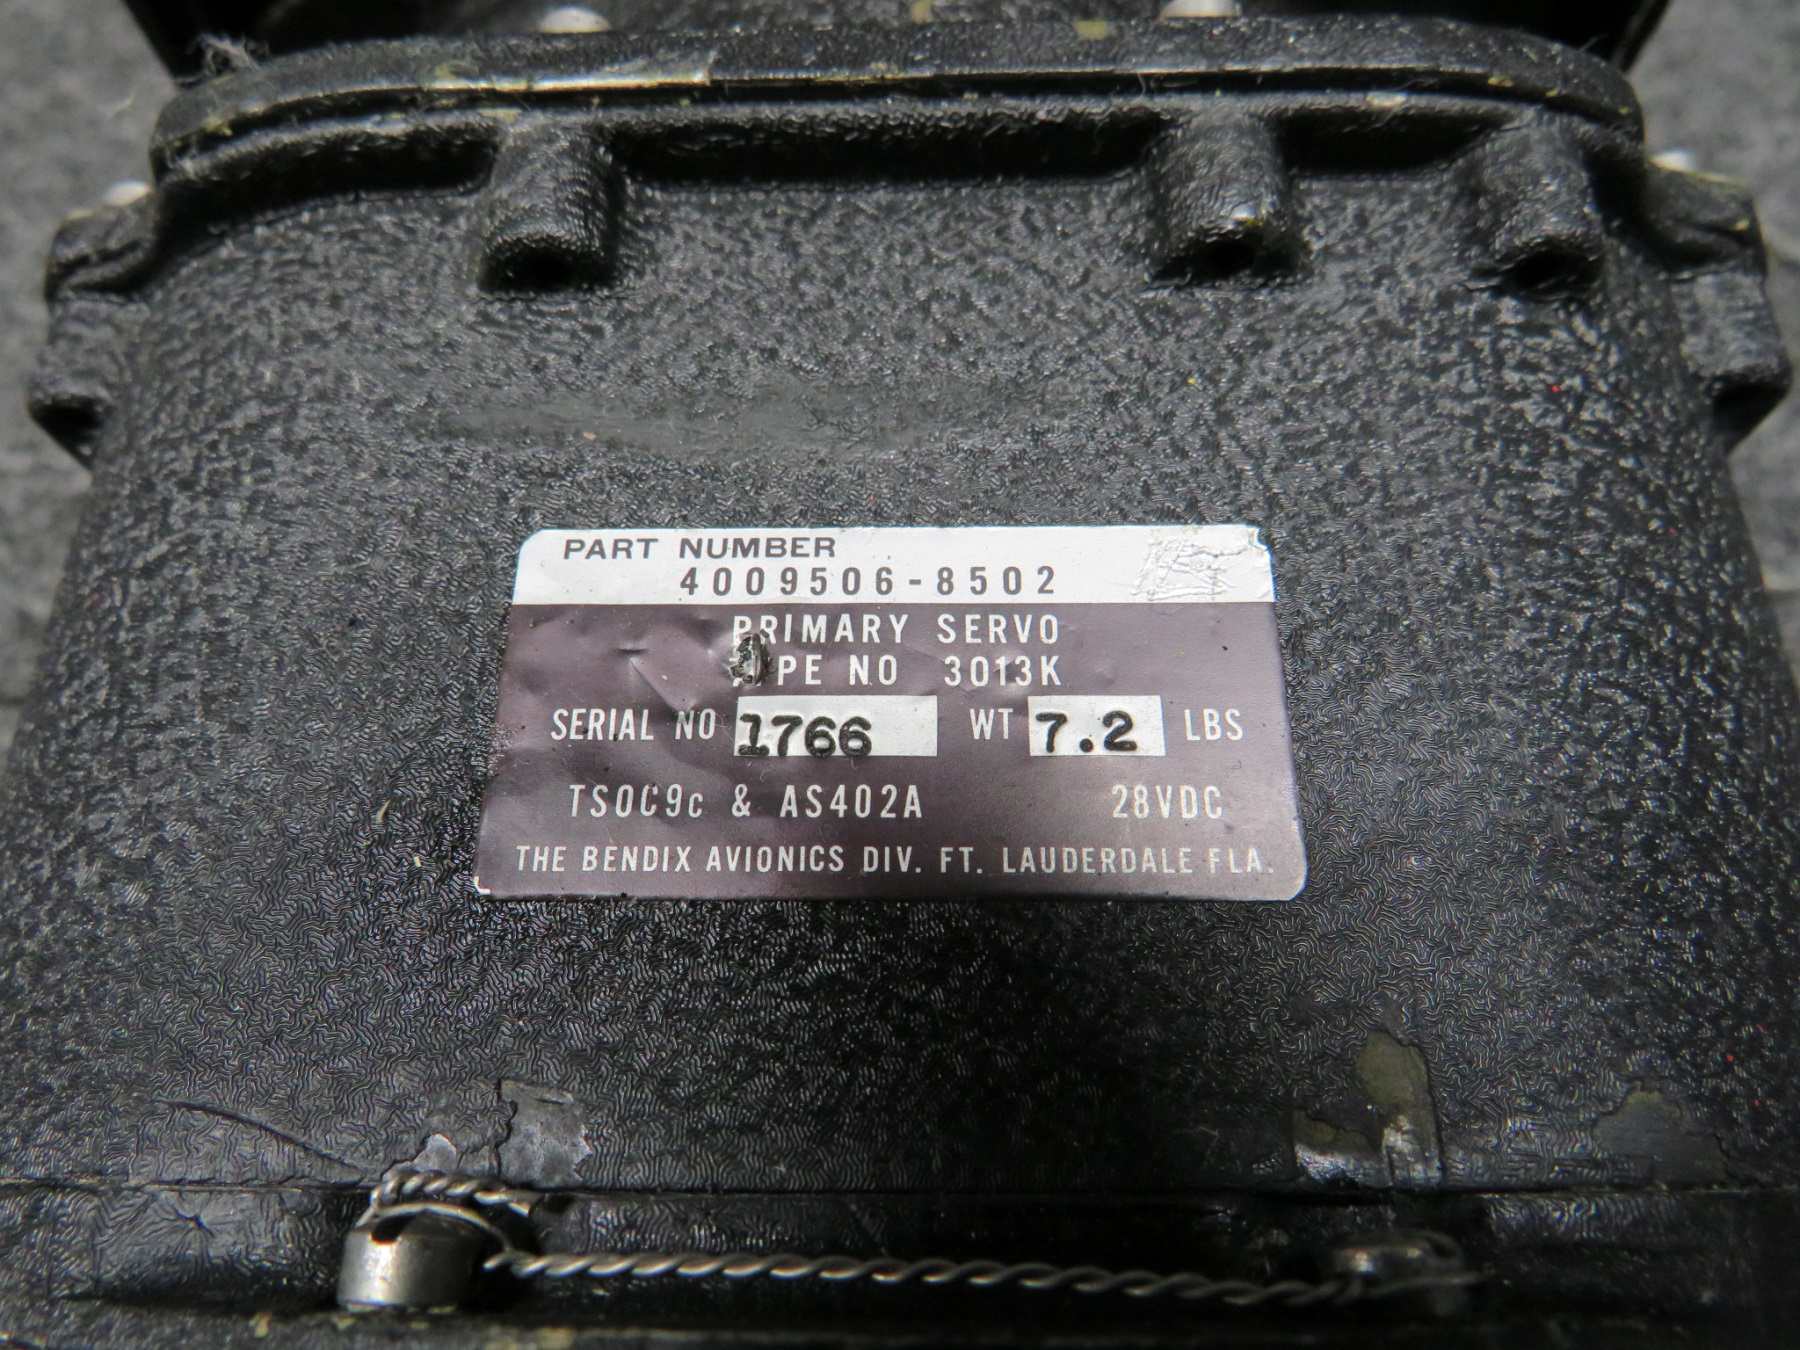 PART NUMBER
4009506-8502
PRIMARY SERVO
NO 3013K
SERIAL NO 1766 WT 7.2 LBS
TSOC9c & AS402A 28VDC
THE BENDIX AVIONICS DIV. FT. LAUDERDALE FLA.